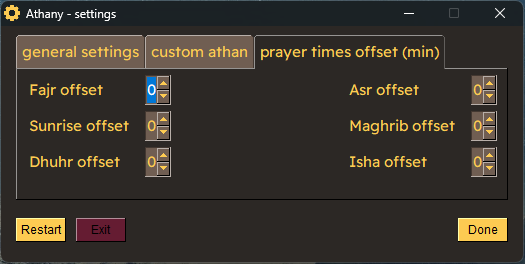 Athany - settings
general settings custom athan prayer times offset (min)
Fajr offset 0 Asr offset 0
Sunrise offset 0 Maghrib offset 0
Dhuhr offset 0 Isha offset 0
Restart Exit Done